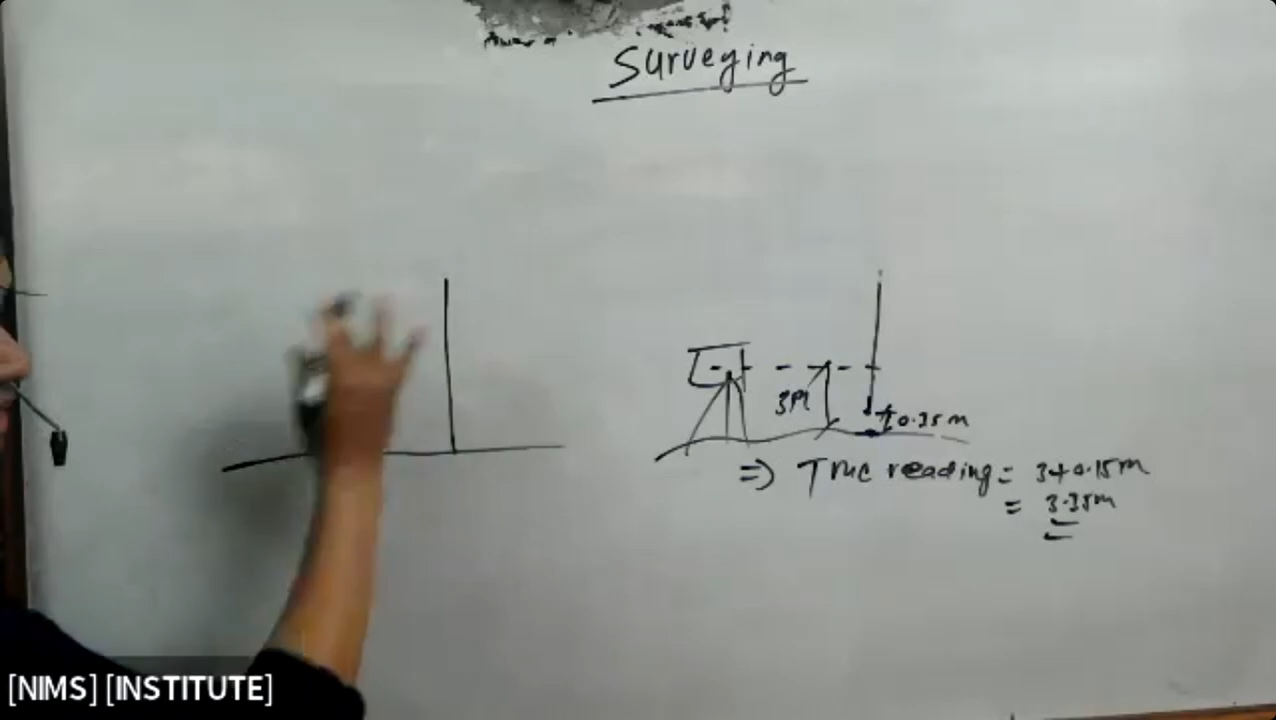 Surveying
3m
0.35m
=) True reading = 3+0.15m
= 3.35m
[NIMS] [INSTITUTE]